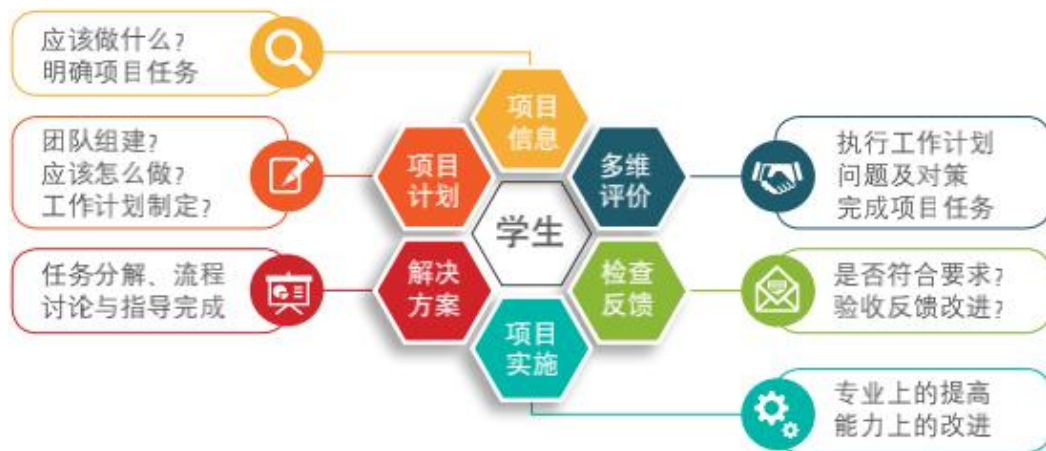 应该做什么?
明确项目任务
团队组建?
应该怎么做?
工作计划制定?
任务分解、流程
讨论与指导完成
项目
信息
项目
计划
多维
评价
学生
解决
方案
检查
反馈
项目
实施
执行工作计划
问题及对策
完成项目任务
是否符合要求?
验收反馈改进?
专业上的提高
能力上的改进